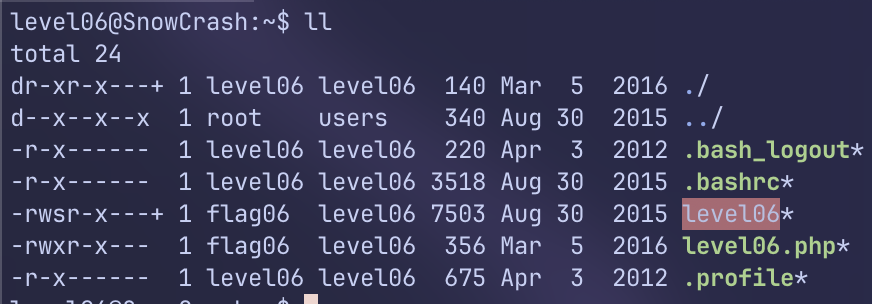 level06@SnowCrash:~$ ll
total 24
dr-xr-x---+ 1 level06 level06  140 Mar  5  2016 ./
d--x--x--x  1 root    users    340 Aug 30  2015 ../
-r-x------  1 level06 level06  220 Apr  3  2012 .bash_logout*
-r-x------  1 level06 level06 3518 Aug 30  2015 .bashrc*
-rwsr-x---+ 1 flag06  level06 7503 Aug 30  2015 level06*
-rwxr-x---  1 flag06  level06  356 Mar  5  2016 level06.php*
-r-x------  1 level06 level06  675 Apr  3  2012 .profile*